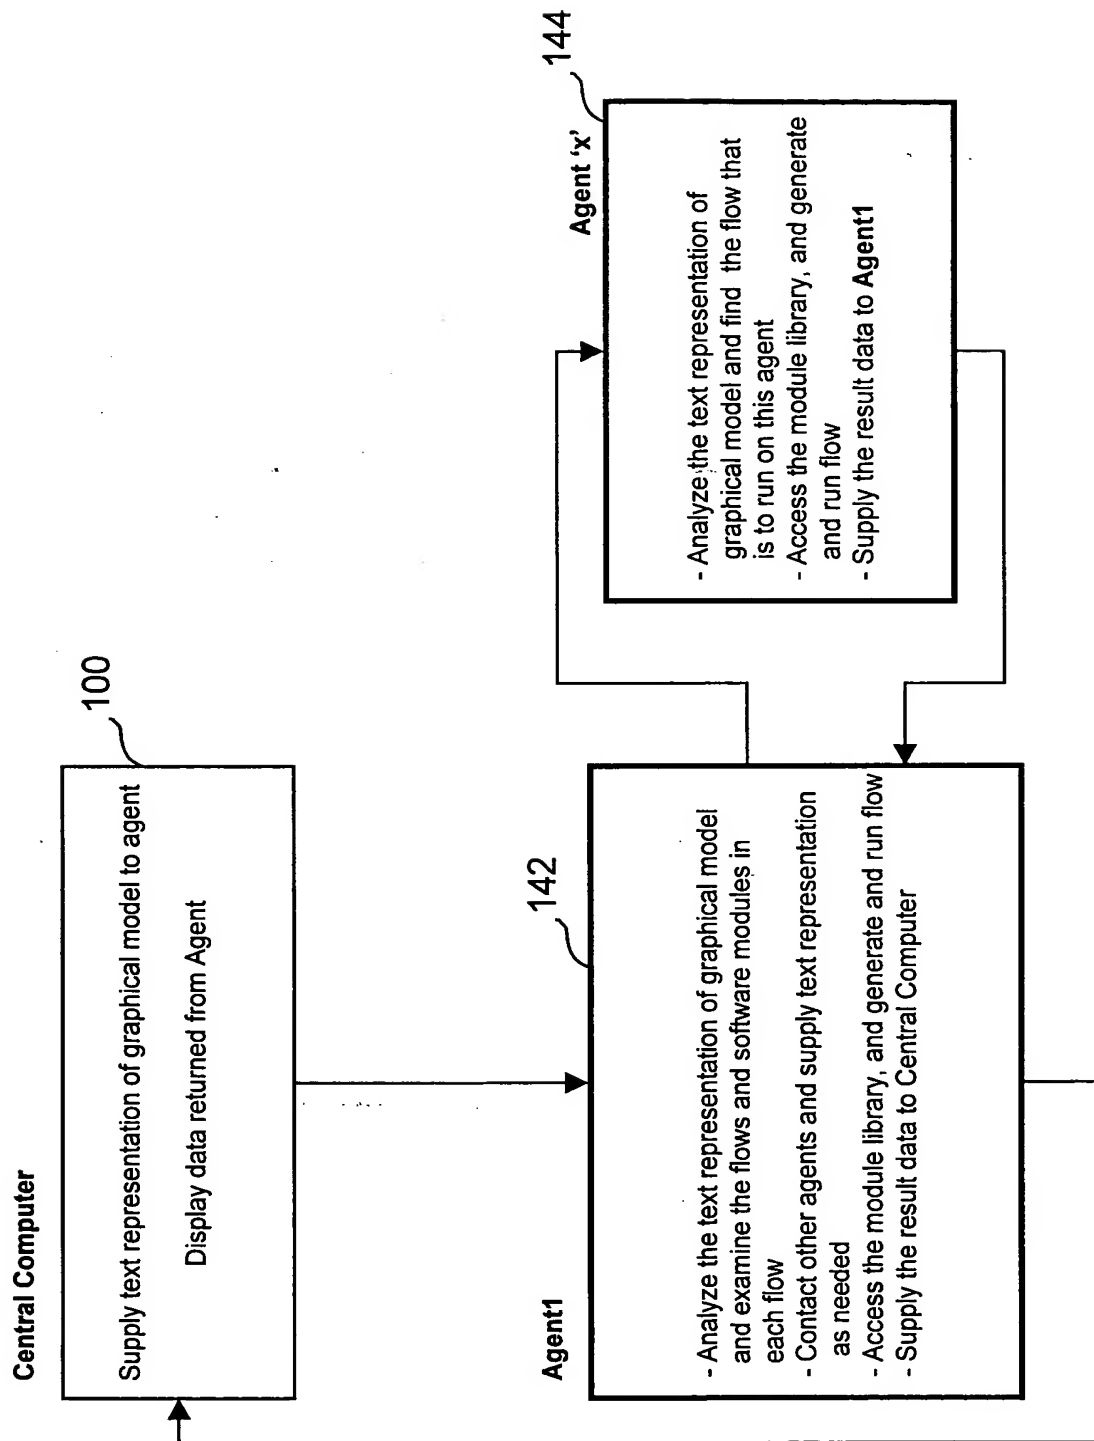 Central Computer
100
Supply text representation of graphical model to agent
Display data returned from Agent
Agent1
142
- Analyze the text representation of graphical model
and examine the flows and software modules in
each flow
- Contact other agents and supply text representation
as needed
- Access the module library, and generate and run flow
- Supply the result data to Central Computer
Agent 'x'
144
- Analyze the text representation of
graphical model and find the flow that
is to run on this agent
- Access the module library, and generate
and run flow
- Supply the result data to Agent1